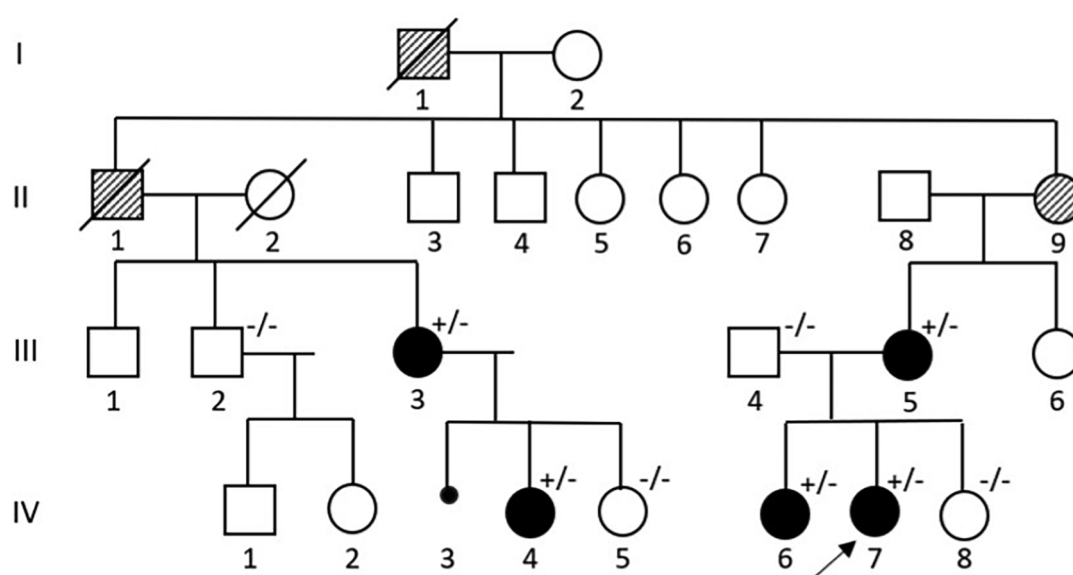 I
1 2
II
1 2 3 4 5 6 7 8 9
-/- +/- -/- +/-
III
1 2 3 4 5 6
+/- -/- +/- +/- -/-
IV
1 2 3 4 5 6 7 8